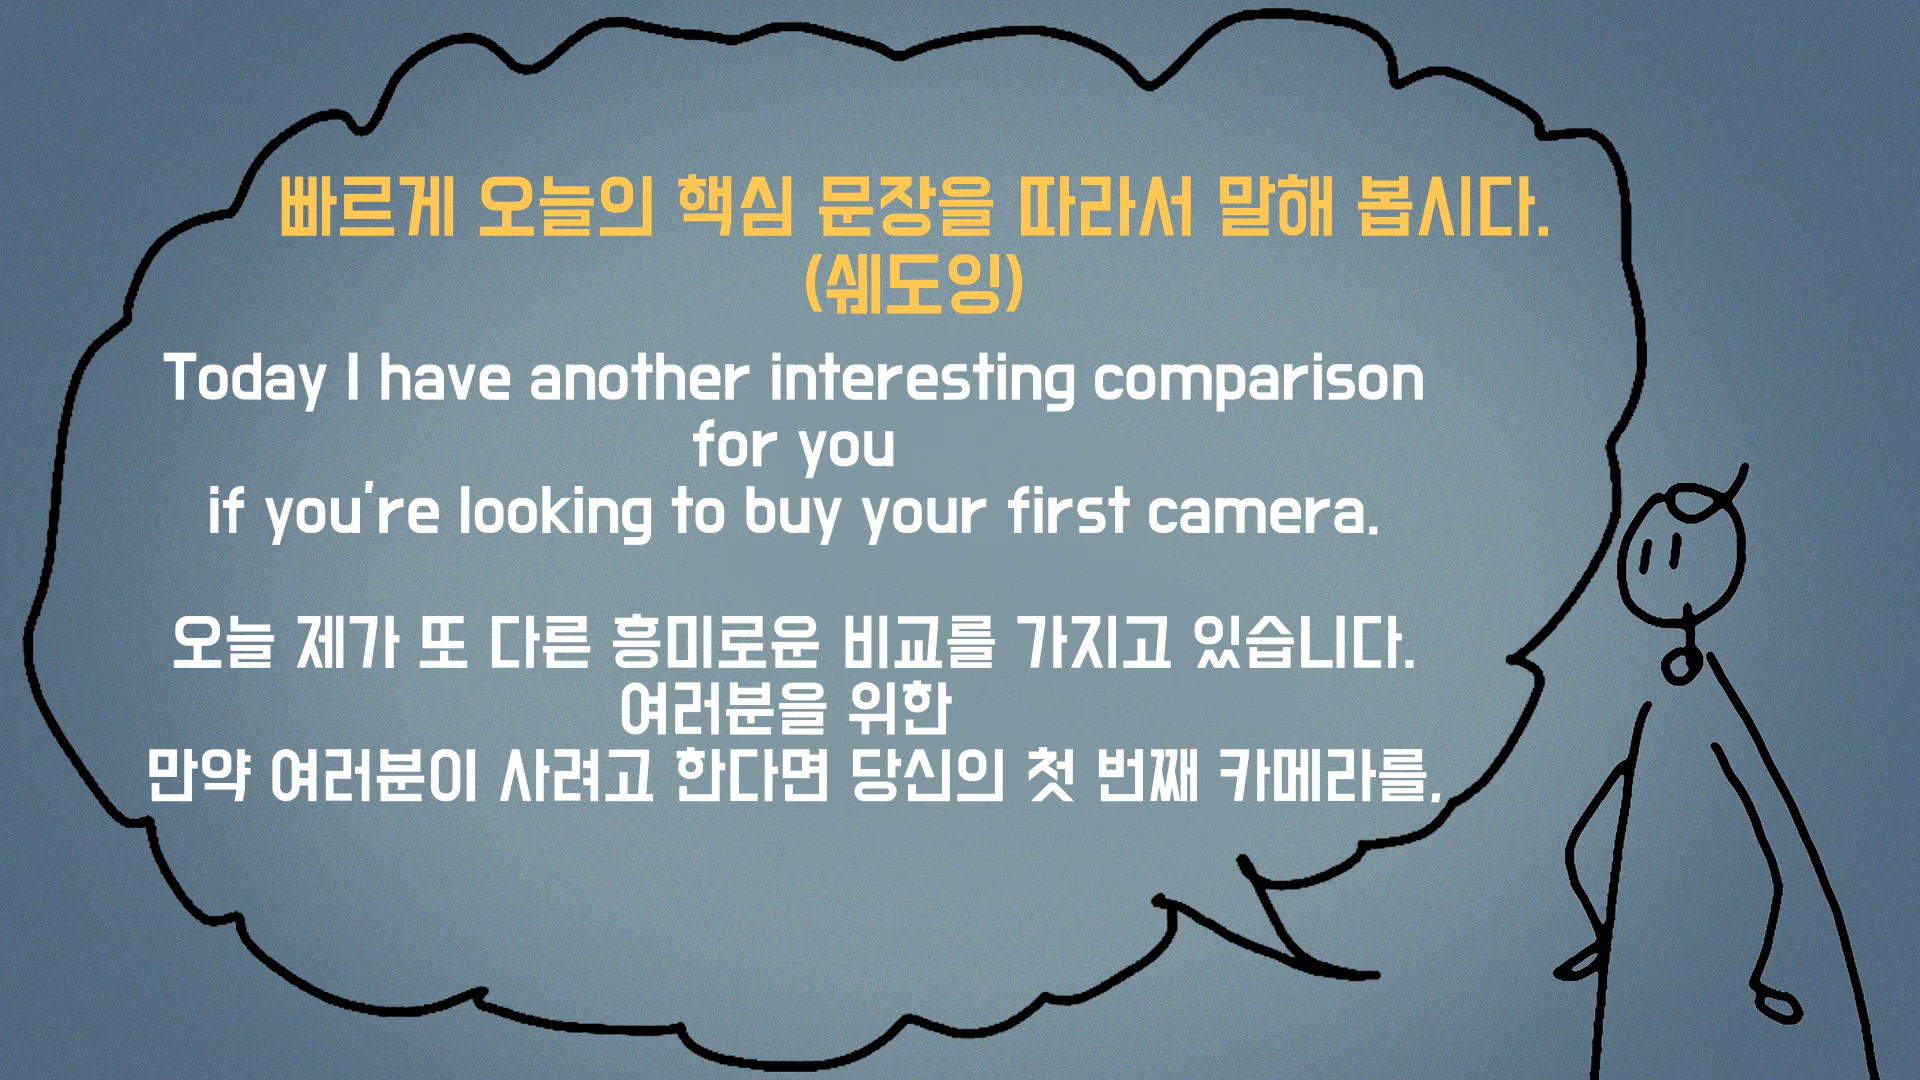 빠르게 오늘의 핵심 문장을 따라서 말해 봅시다.
(쉐도잉)
Today I have another interesting comparison
for you
if you're looking to buy your first camera.
오늘 제가 또 다른 흥미로운 비교를 가지고 있습니다.
여러분을 위한
만약 여러분이 사려고 한다면 당신의 첫 번째 카메라를,